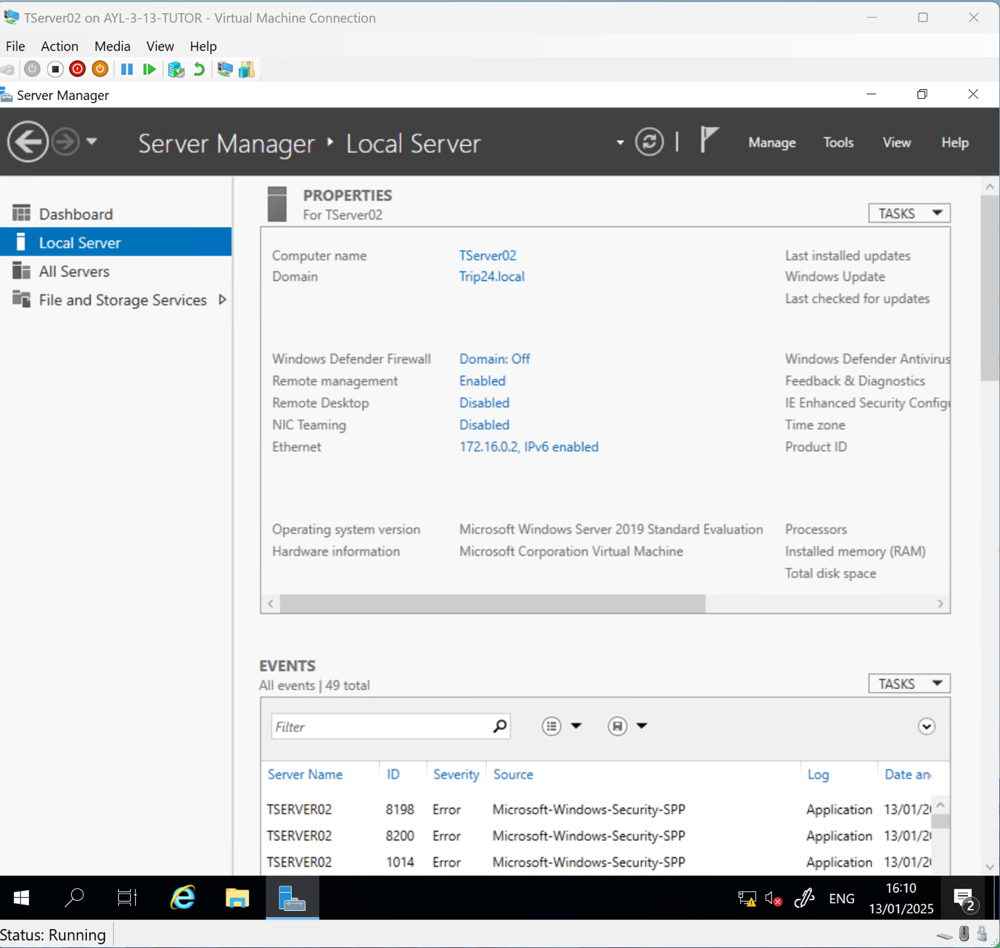 TServer02 on AYL-3-13-TUTOR - Virtual Machine Connection
File Action Media View Help
Server Manager
Server Manager ‣ Local Server
Manage Tools View Help
Dashboard
Local Server
All Servers
File and Storage Services
PROPERTIES
For TServer02
TASKS
Computer name TServer02 Last installed updates
Domain Trip24.local Windows Update
Last checked for updates
Windows Defender Firewall Domain: Off Windows Defender Antivirus
Remote management Enabled Feedback & Diagnostics
Remote Desktop Disabled IE Enhanced Security Configu
NIC Teaming Disabled Time zone
Ethernet 172.16.0.2, IPv6 enabled Product ID
Operating system version Microsoft Windows Server 2019 Standard Evaluation Processors
Hardware information Microsoft Corporation Virtual Machine Installed memory (RAM)
Total disk space
EVENTS
All events | 49 total
TASKS
Filter
Server Name ID Severity Source Log Date an
TSERVER02 8198 Error Microsoft-Windows-Security-SPP Application 13/01/20
TSERVER02 8200 Error Microsoft-Windows-Security-SPP Application 13/01/20
TSERVER02 1014 Error Microsoft-Windows-Security-SPP Application 13/01/20
ENG
16:10
13/01/2025
2
Status: Running